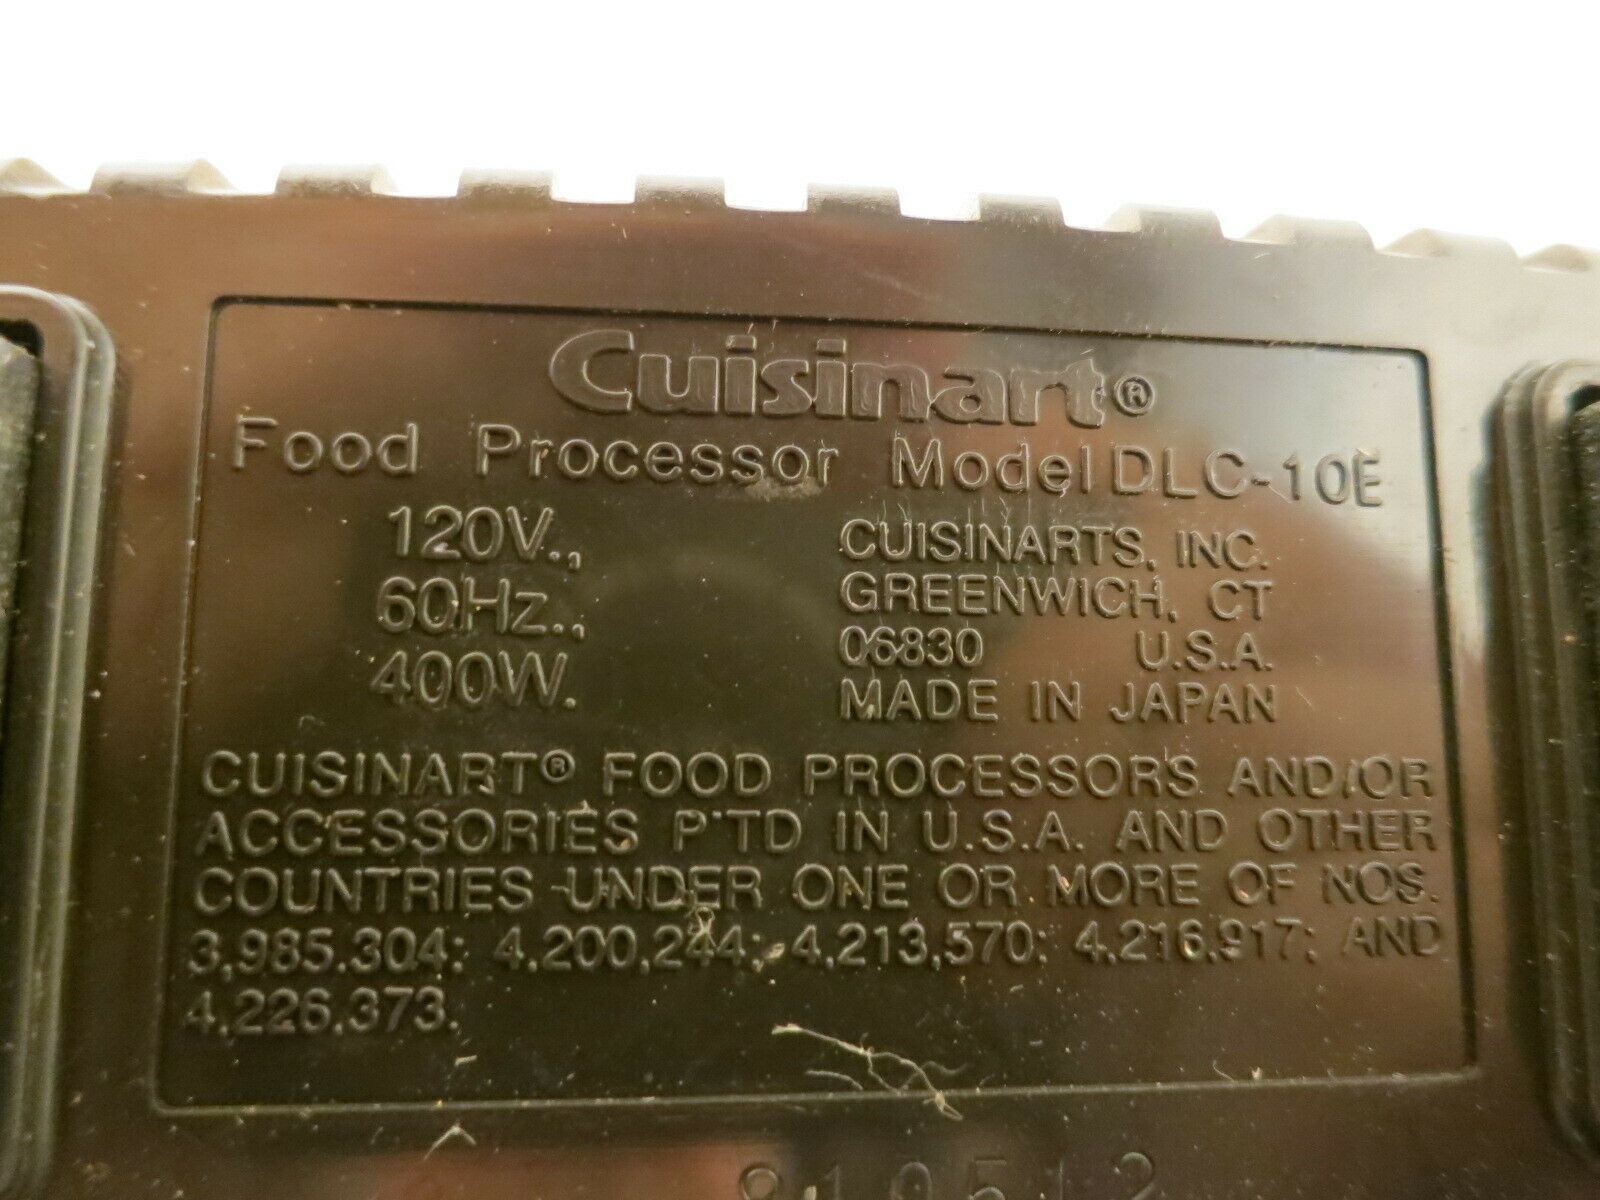 Cuisinart®
Food Processor Model DLC-10E
120V.,
60Hz.,
400W.
CUISINARTS, INC.
GREENWICH, CT
06830 U.S.A.
MADE IN JAPAN
CUISINART® FOOD PROCESSORS AND/OR
ACCESSORIES P'TD IN U.S.A. AND OTHER
COUNTRIES UNDER ONE OR MORE OF NOS.
3,985,304; 4,200,244; 4,213,570; 4,216,917; AND
4,226,373.